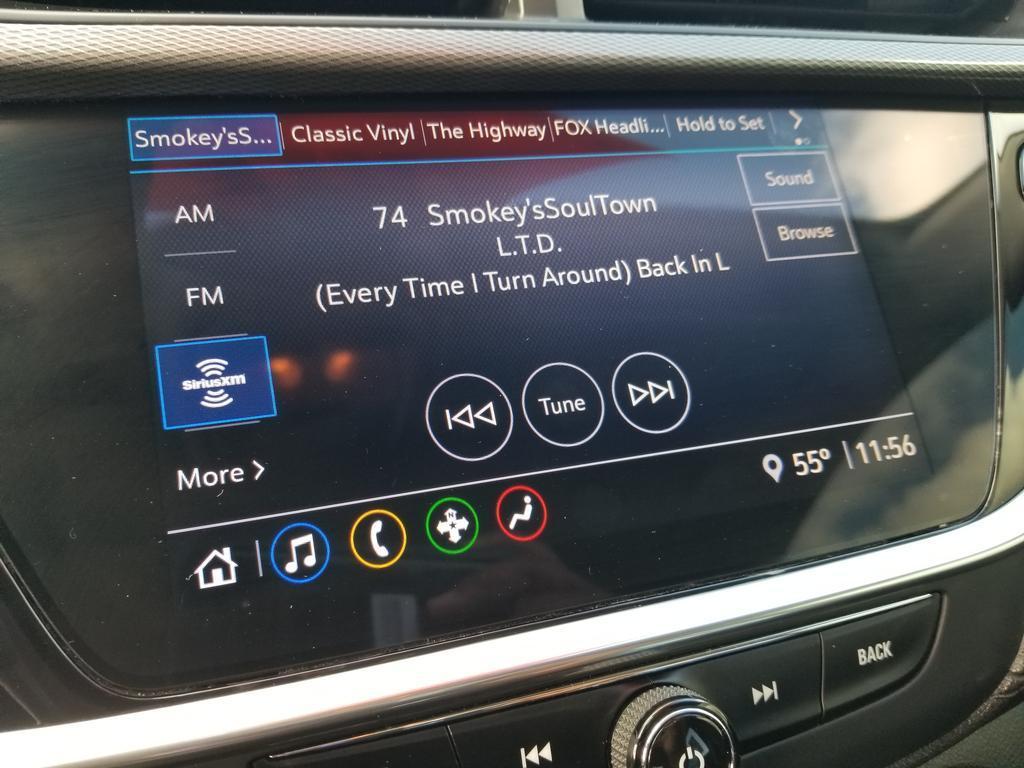 Smokey'sS... Classic Vinyl The Highway FOX Headli... Hold to Set
Sound
AM
74 Smokey'sSoulTown
Browse
L.T.D.
FM
(Every Time I Turn Around) Back In L
SiriusXM
Tune
More
55° 11:56
N
BACK